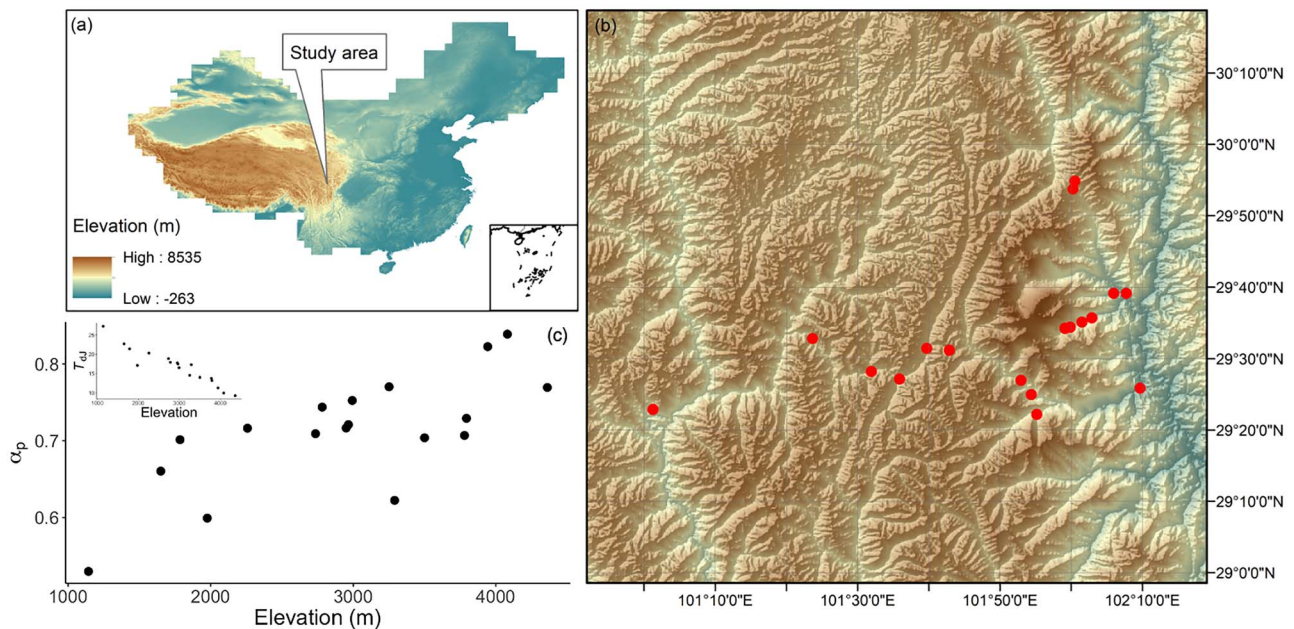 (a)
Study area
Elevation (m)
High : 8535
Low : -263
(b)
30°10'0"N
30°0'0"N
29°50'0"N
29°40'0"N
29°30'0"N
29°20'0"N
29°10'0"N
29°0'0"N
101°10'0"E 101°30'0"E 101°50'0"E 102°10'0"E
(c)
αp
0.8
0.7
0.6
1000 2000 3000 4000
Elevation (m)
TdJ
25
20
15
10
1000 2000 3000 4000
Elevation